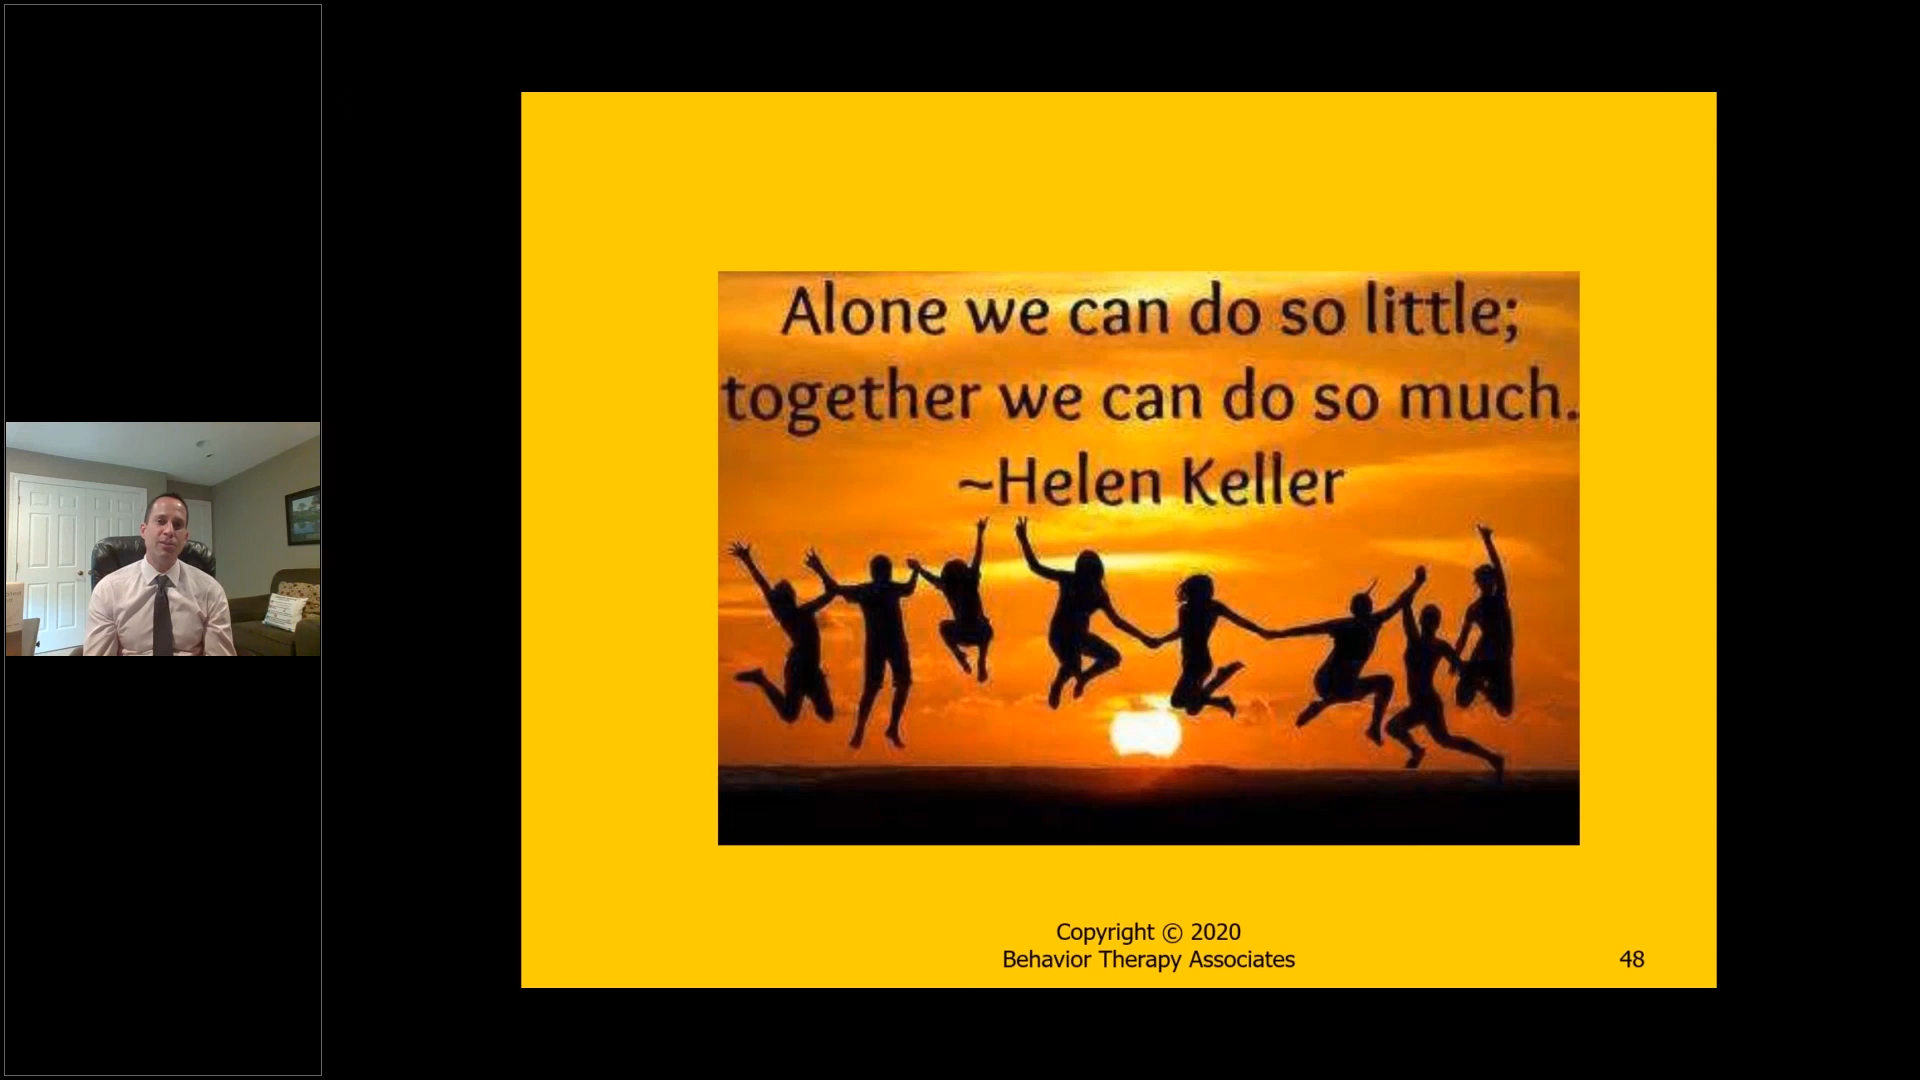 Alone we can do so little;
together we can do so much.
~Helen Keller
Copyright © 2020
Behavior Therapy Associates
48